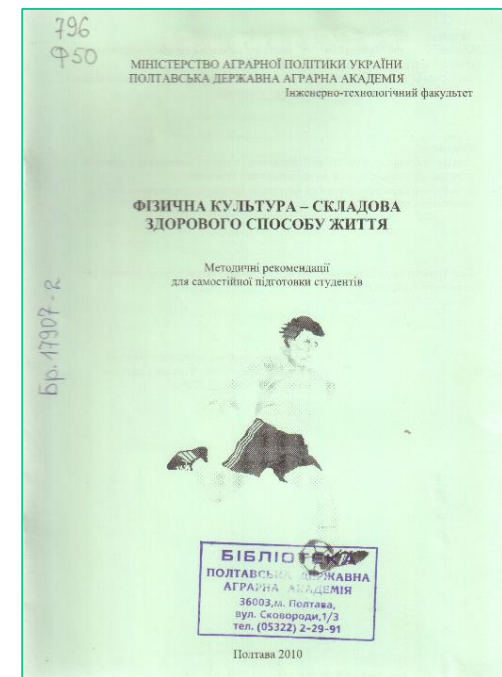 796
Ф50
МІНІСТЕРСТВО АГРАРНОЇ ПОЛІТИКИ УКРАЇНИ
ПОЛТАВСЬКА ДЕРЖАВНА АГРАРНА АКАДЕМІЯ
Інженерно-технологічний факультет
ФІЗИЧНА КУЛЬТУРА – СКЛАДОВА
ЗДОРОВОГО СПОСОБУ ЖИТТЯ
Методичні рекомендації
для самостійної підготовки студентів
Бр. 17907-2
БІБЛІОТЕКА
ПОЛТАВСЬКА ДЕРЖАВНА
АГРАРНА АКАДЕМІЯ
36003, м. Полтава,
вул. Сковороди, 1/3
тел. (05322) 2-29-91
Полтава 2010